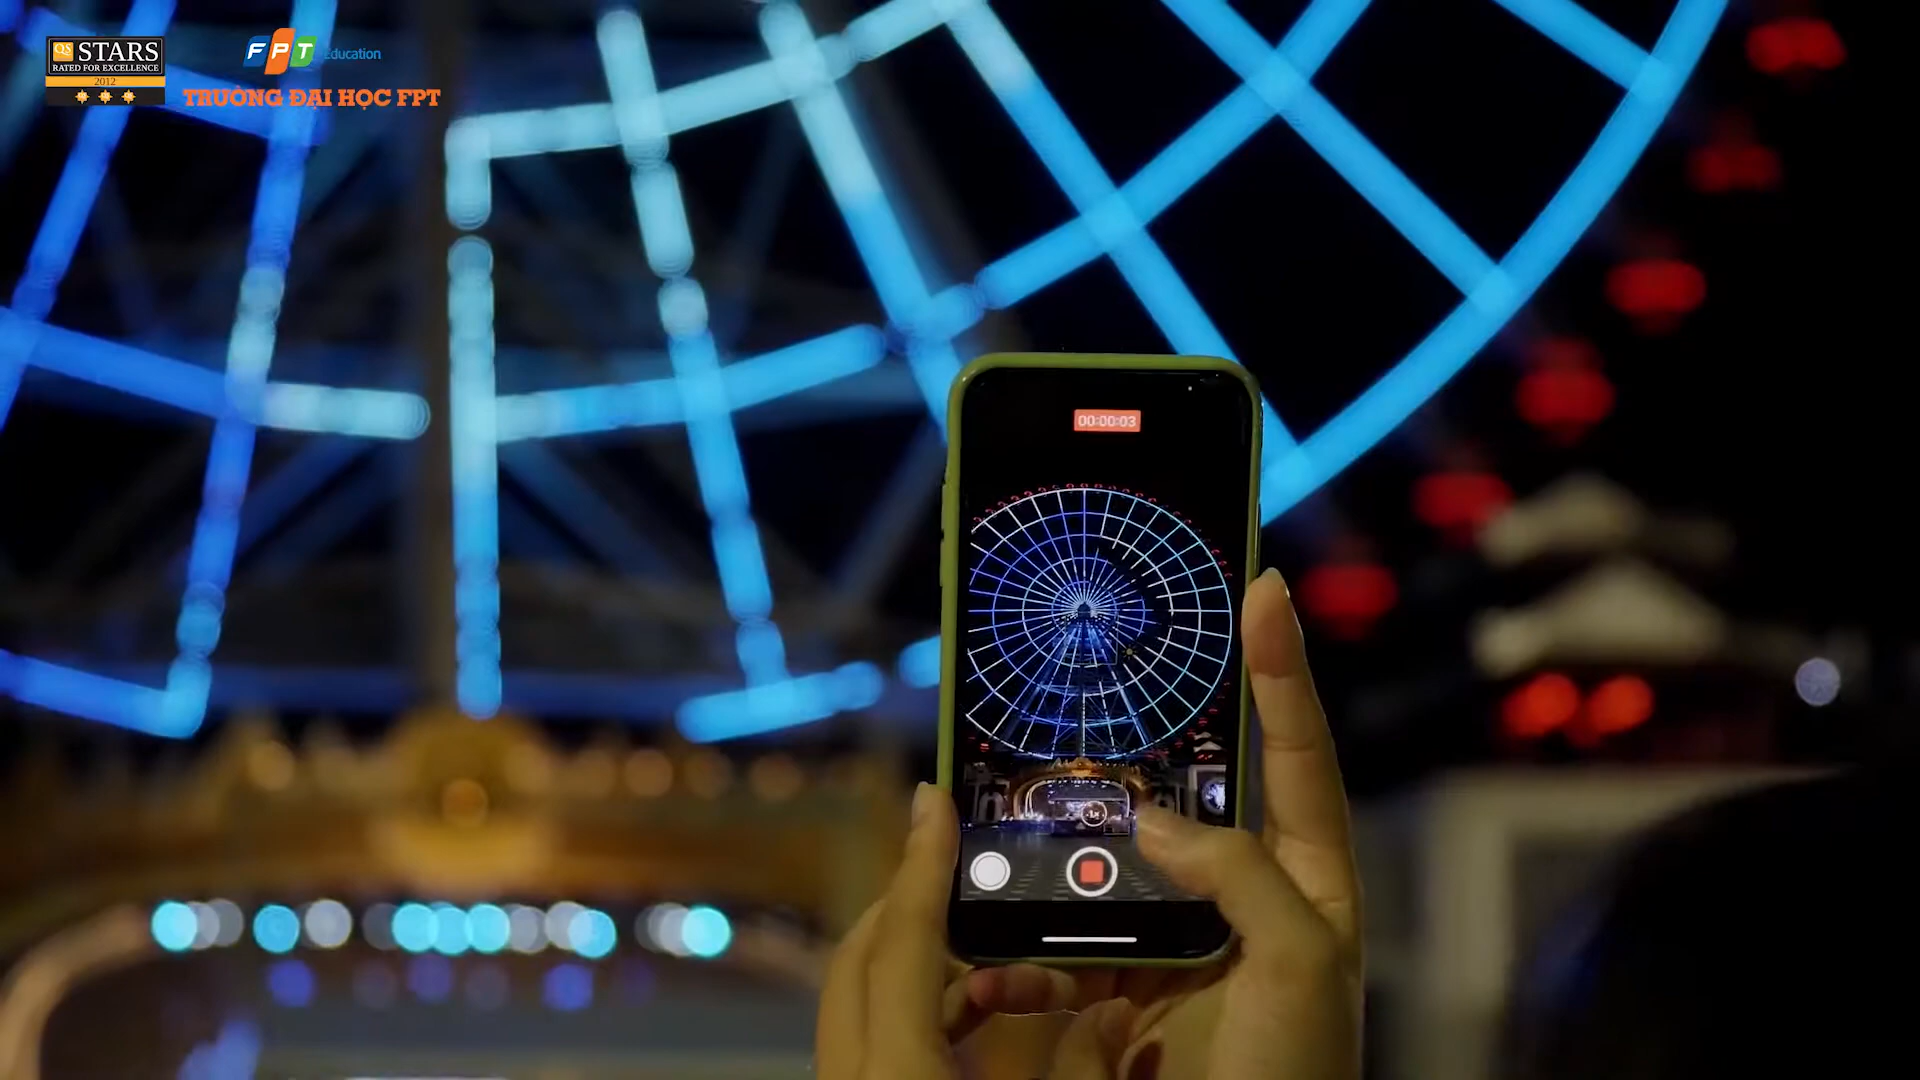 QS STARS
RATED FOR EXCELLENCE
2012
FPT Education
TRƯỜNG ĐẠI HỌC FPT
00:00:03